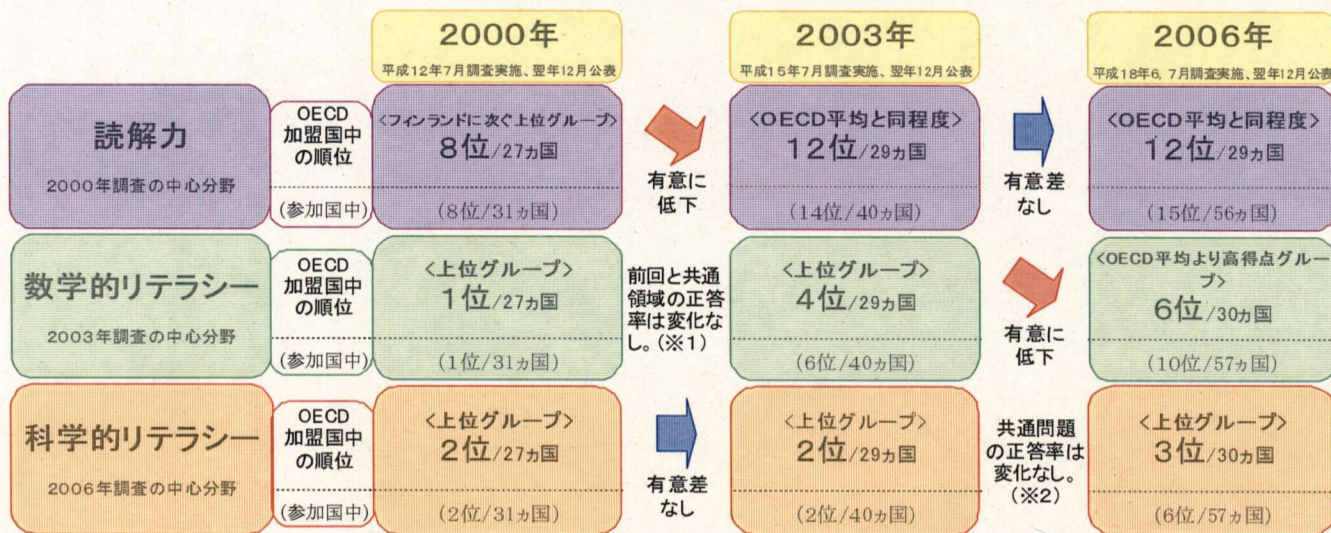 2000年
平成12年7月調査実施、翌年12月公表
2003年
平成15年7月調査実施、翌年12月公表
2006年
平成18年6, 7月調査実施、翌年12月公表
読解力
2000年調査の中心分野
OECD
加盟国中
の順位
(参加国中)
<フィンランドに次ぐ上位グループ>
8位/27ヵ国
(8位/31ヵ国)
有意に
低下
<OECD平均と同程度>
12位/29ヵ国
(14位/40ヵ国)
有意差
なし
<OECD平均と同程度>
12位/29ヵ国
(15位/56ヵ国)
数学的リテラシー
2003年調査の中心分野
OECD
加盟国中
の順位
(参加国中)
<上位グループ>
1位/27ヵ国
(1位/31ヵ国)
前回と共通
領域の正答
率は変化な
し。(※1)
<上位グループ>
4位/29ヵ国
(6位/40ヵ国)
有意に
低下
<OECD平均より高得点グルー
プ>
6位/30ヵ国
(10位/57ヵ国)
科学的リテラシー
2006年調査の中心分野
OECD
加盟国中
の順位
(参加国中)
<上位グループ>
2位/27ヵ国
(2位/31ヵ国)
有意差
なし
<上位グループ>
2位/29ヵ国
(2位/40ヵ国)
共通問題
の正答率は
変化なし。
(※2)
<上位グループ>
3位/30ヵ国
(6位/57ヵ国)